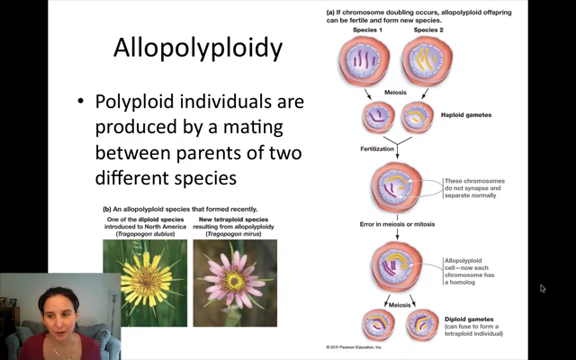 Allopolyploidy
• Polyploid individuals are
produced by a mating
between parents of two
different species
(b) An allopolyploid species that formed recently.
One of the diploid species
introduced to North America
(Tragapogon dubius)
New tetraploid species
resulting from allopolyploidy
(Tragapogon mirus)
(a) If chromosome doubling occurs, allopolyploid offspring
can be fertile and form new species.
Species 1
Species 2
Meiosis
Haploid gametes
Fertilization
These chromosomes
do not synapse and
separate normally
Error in meiosis or mitosis
Allopolyploid
cell—now each
chromosome has
a homolog
Meiosis
Diploid gametes
(can fuse to form a
tetraploid individual)
© 2011 Pearson Education, Inc.